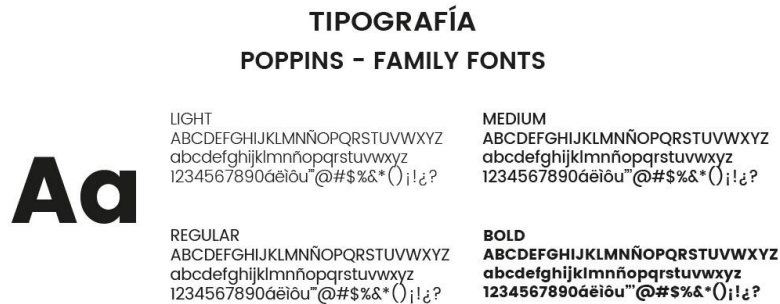 TIPOGRAFÍA
POPPINS - FAMILY FONTS
Aa
LIGHT
ABCDEFGHIJKLMNÑOPQRSTUVWXYZ
abcdefghijklmnñopqrstuvwxyz
1234567890áëìôu'"@#$%&*()¡!¿?
REGULAR
ABCDEFGHIJKLMNÑOPQRSTUVWXYZ
abcdefghijklmnñopqrstuvwxyz
1234567890áëìôu'"@#$%&*()¡!¿?
MEDIUM
ABCDEFGHIJKLMNÑOPQRSTUVWXYZ
abcdefghijklmnñopqrstuvwxyz
1234567890áëìôu'"@#$%&*()¡!¿?
BOLD
ABCDEFGHIJKLMNÑOPQRSTUVWXYZ
abcdefghijklmnñopqrstuvwxyz
1234567890áëìôu'"@#$%&*()¡!¿?